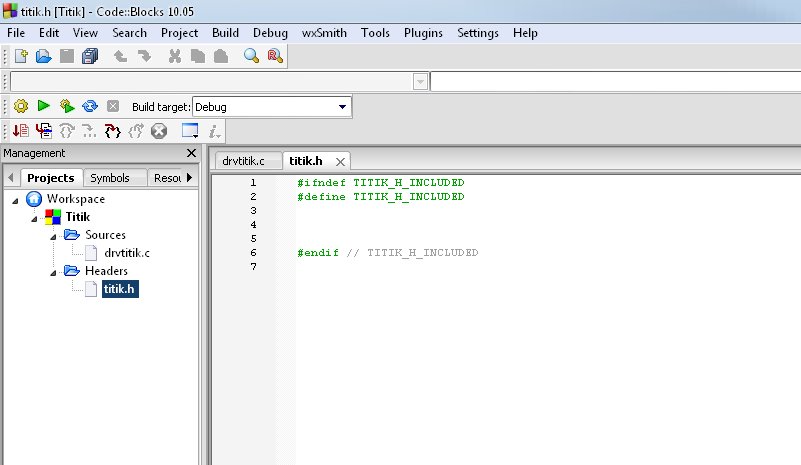 titik.h [Titik] - Code::Blocks 10.05
File Edit View Search Project Build Debug wxSmith Tools Plugins Settings Help
Build target: Debug
Management
Projects Symbols Resou
drvtitik.c titik.h
Workspace
Titik
Sources
drvtitik.c
Headers
titik.h
1 #ifndef TITIK_H_INCLUDED
2 #define TITIK_H_INCLUDED
3
4
5
6 #endif // TITIK_H_INCLUDED
7